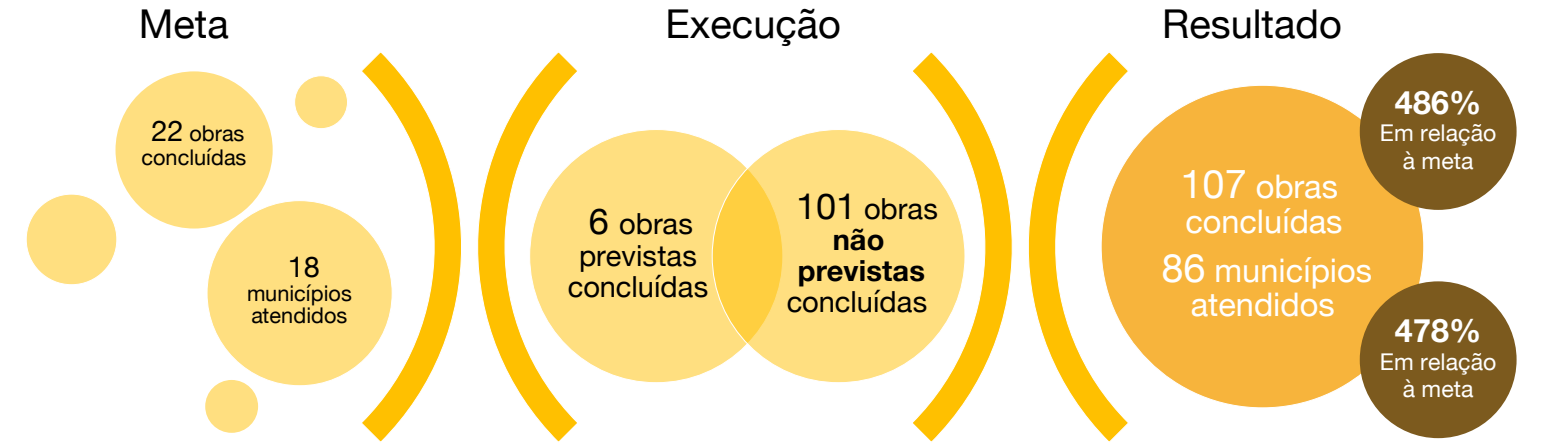 Meta
22 obras
concluídas
18
municípios
atendidos
Execução
6 obras
previstas
concluídas
101 obras
não
previstas
concluídas
Resultado
107 obras
concluídas
86 municípios
atendidos
486%
Em relação
à meta
478%
Em relação
à meta